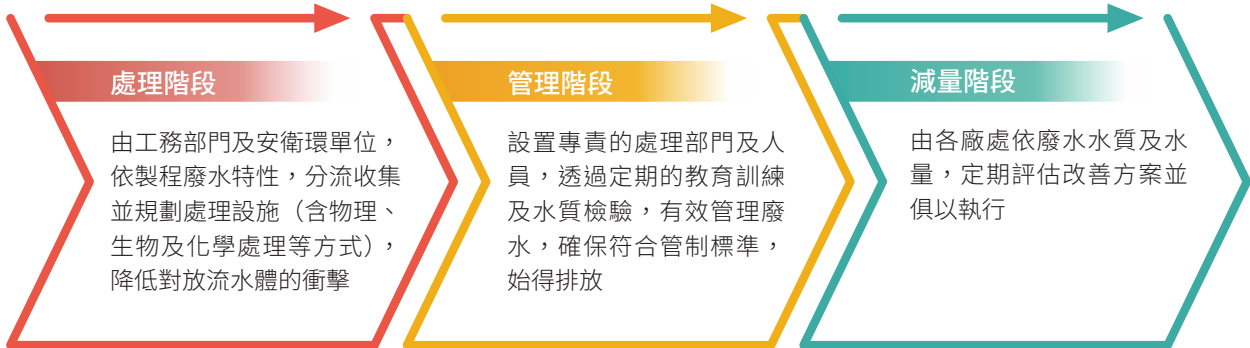 處理階段
由工務部門及安衛環單位，
依製程廢水特性，分流收集
並規劃處理設施（含物理、
生物及化學處理等方式），
降低對放流水體的衝擊
管理階段
設置專責的處理部門及人
員，透過定期的教育訓練
及水質檢驗，有效管理廢
水，確保符合管制標準，
始得排放
減量階段
由各廠處依廢水水質及水
量，定期評估改善方案並
俱以執行